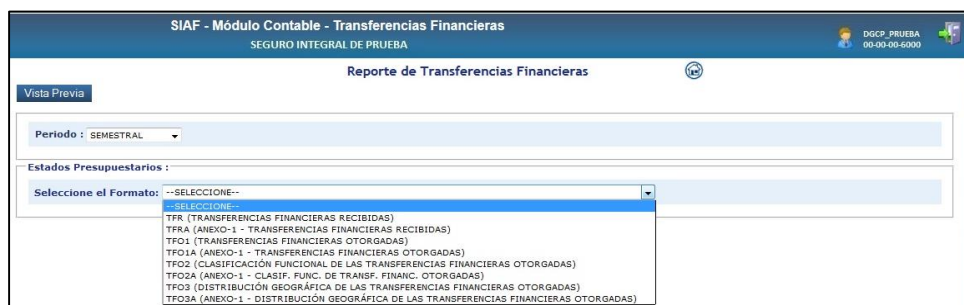 SIAF - Módulo Contable - Transferencias Financieras
SEGURO INTEGRAL DE PRUEBA
DGCP_PRUEBA
00-00-00-6000
Reporte de Transferencias Financieras
Vista Previa
Periodo : SEMESTRAL
Estados Presupuestarios :
Seleccione el Formato: --SELECCIONE--
--SELECCIONE--
TFR (TRANSFERENCIAS FINANCIERAS RECIBIDAS)
TFRA (ANEXO-1 - TRANSFERENCIAS FINANCIERAS RECIBIDAS)
TFO1 (TRANSFERENCIAS FINANCIERAS OTORGADAS)
TFO1A (ANEXO-1 - TRANSFERENCIAS FINANCIERAS OTORGADAS)
TFO2 (CLASIFICACIÓN FUNCIONAL DE LAS TRANSFERENCIAS FINANCIERAS OTORGADAS)
TFO2A (ANEXO-1 - CLASIF. FUNC. DE TRANSF. FINANC. OTORGADAS)
TFO3 (DISTRIBUCIÓN GEOGRÁFICA DE LAS TRANSFERENCIAS FINANCIERAS OTORGADAS)
TFO3A (ANEXO-1 - DISTRIBUCIÓN GEOGRÁFICA DE LAS TRANSFERENCIAS FINANCIERAS OTORGADAS)